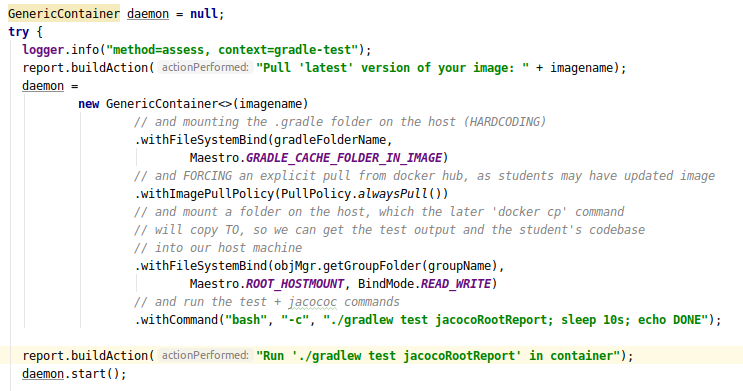 GenericContainer daemon = null;
try {
logger.info("method=assess, context=gradle-test");
report.buildAction( actionPerformed: "Pull 'latest' version of your image: " + imagename);
daemon =
new GenericContainer<>(imagename)
// and mounting the .gradle folder on the host (HARDCODING)
.withFileSystemBind(gradleFolderName,
Maestro.GRADLE_CACHE_FOLDER_IN_IMAGE)
// and FORCING an explicit pull from docker hub, as students may have updated image
.withImagePullPolicy(PullPolicy.alwaysPull())
// and mount a folder on the host, which the later 'docker cp' command
// will copy TO, so we can get the test output and the student's codebase
// into our host machine
.withFileSystemBind(objMgr.getGroupFolder(groupName),
Maestro.ROOT_HOSTMOUNT, BindMode.READ_WRITE)
// and run the test + jacococ commands
.withCommand("bash", "-c", "./gradlew test jacocoRootReport; sleep 10s; echo DONE");
report.buildAction( actionPerformed: "Run './gradlew test jacocoRootReport' in container");
daemon.start();